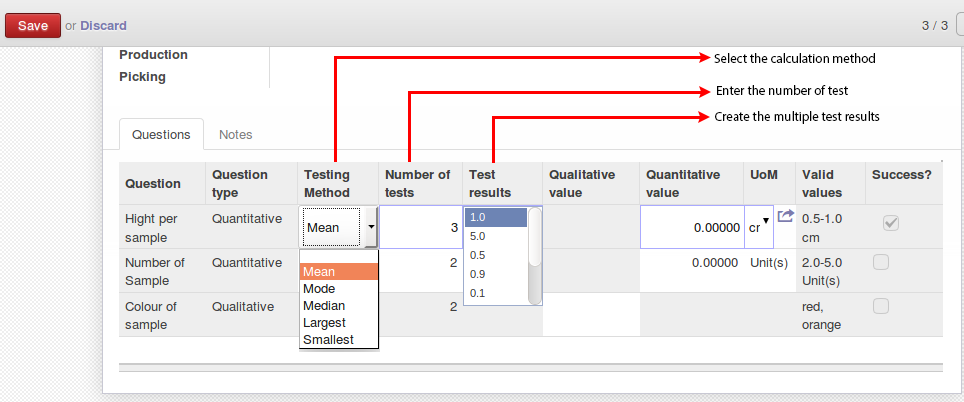 Save or Discard
3 / 3
Production
Picking
Select the calculation method
Enter the number of test
Create the multiple test results
Questions Notes
Question
Question type
Testing Method
Number of tests
Test results
Qualitative value
Quantitative value
UoM
Valid values
Success?
Hight per sample
Quantitative
Mean
3
1.0
5.0
0.5
0.9
0.1
0.00000
cr
0.5-1.0 cm
Number of Sample
Quantitative
Mean
Mode
Median
Largest
Smallest
2
0.00000
Unit(s)
2.0-5.0 Unit(s)
Colour of sample
Qualitative
2
red, orange